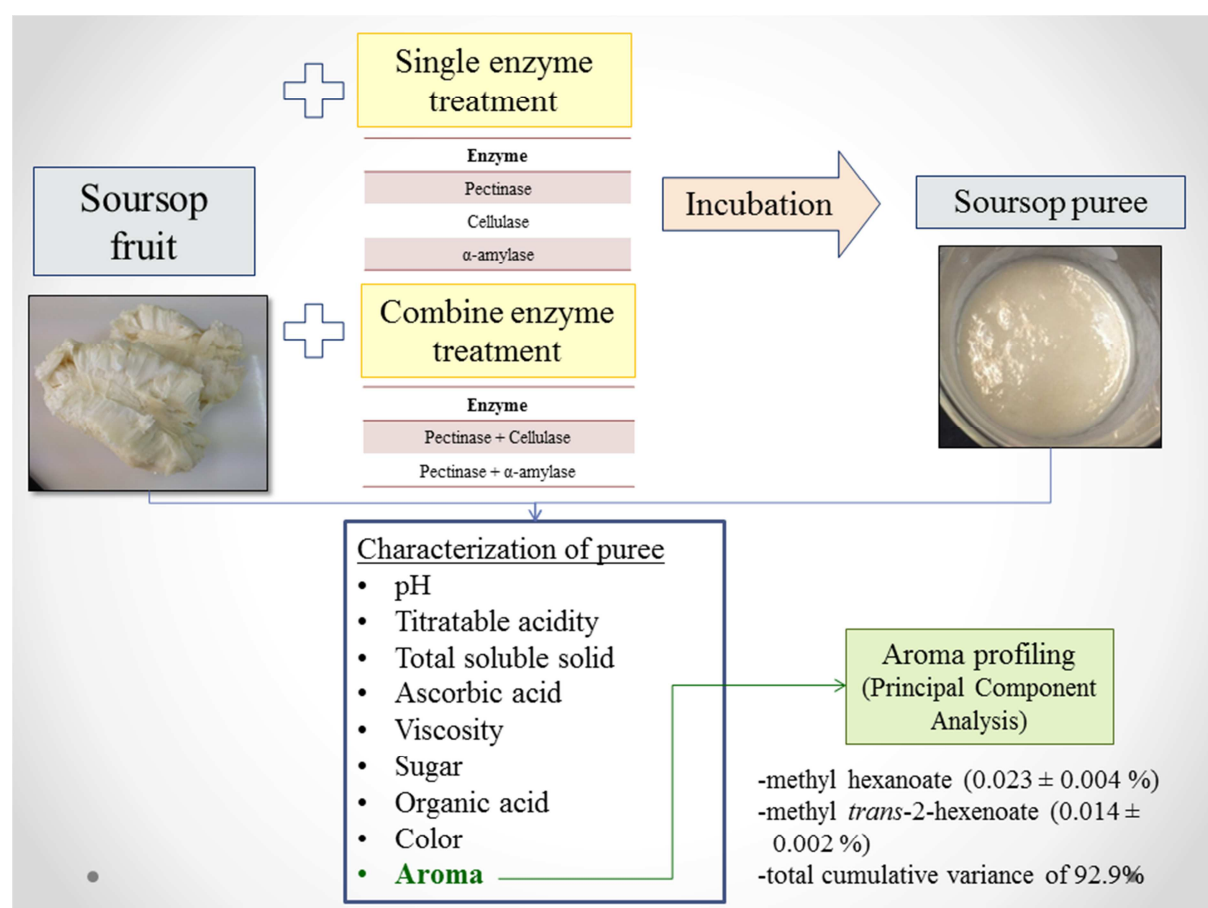 Single enzyme
treatment
Enzyme
Pectinase
Cellulase
α-amylase
Soursop
fruit
Incubation
Soursop puree
Combine enzyme
treatment
Enzyme
Pectinase + Cellulase
Pectinase + α-amylase
Characterization of puree
• pH
• Titratable acidity
• Total soluble solid
• Ascorbic acid
• Viscosity
• Sugar
• Organic acid
• Color
• Aroma
Aroma profiling
(Principal Component
Analysis)
-methyl hexanoate (0.023 ± 0.004 %)
-methyl trans-2-hexenoate (0.014 ±
0.002 %)
-total cumulative variance of 92.9%